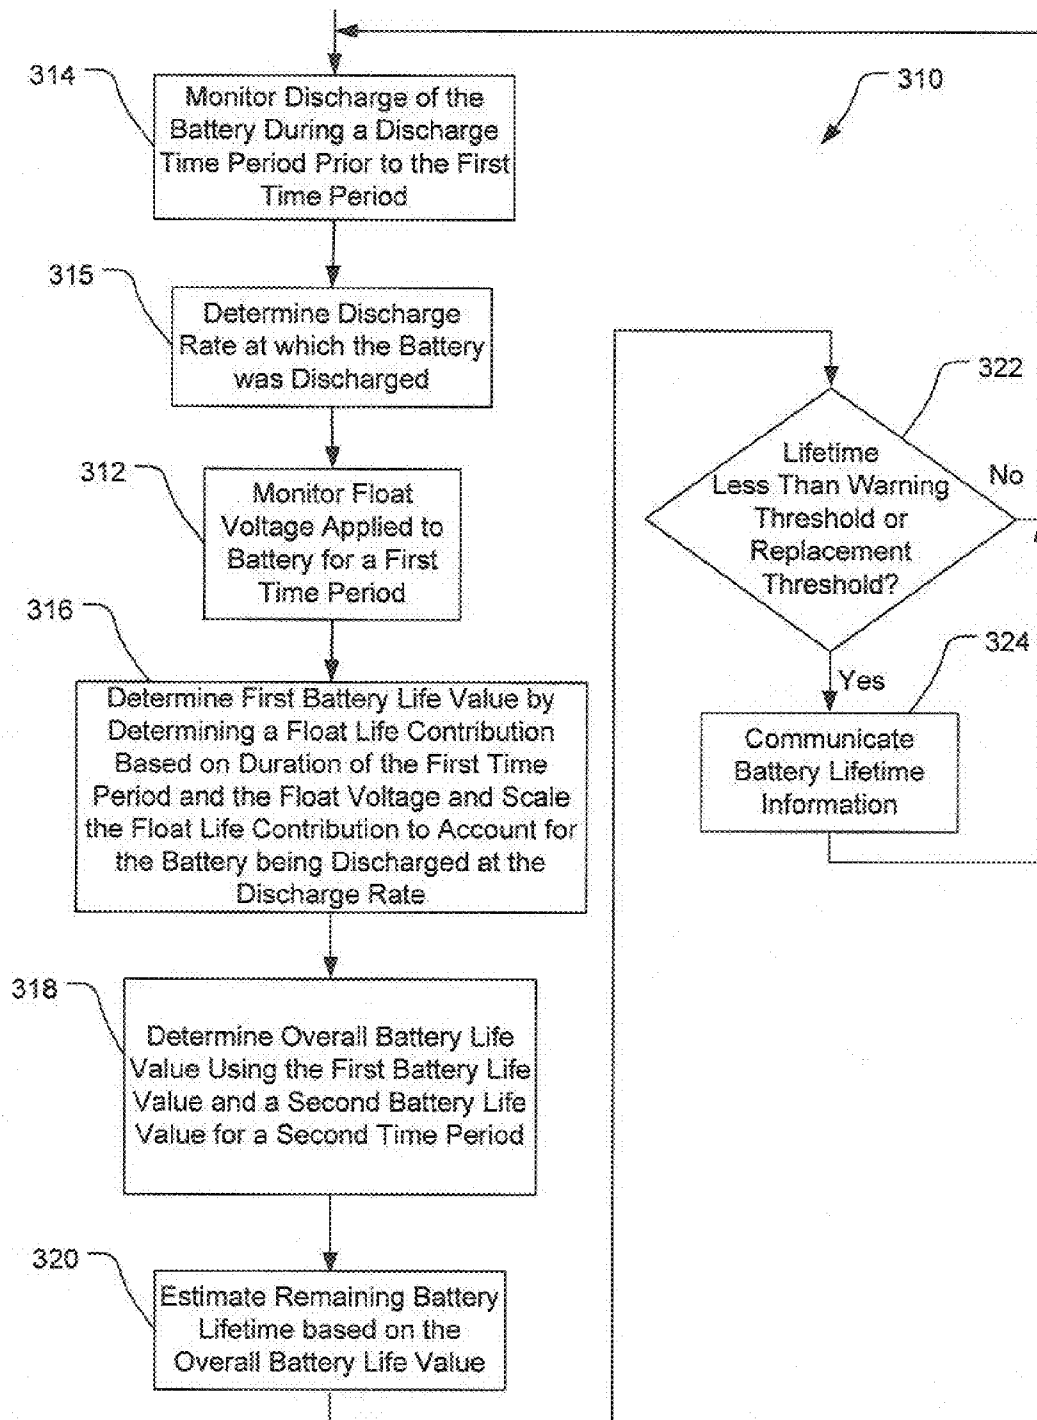 314
Monitor Discharge of the
Battery During a Discharge
Time Period Prior to the First
Time Period
310
315
Determine Discharge
Rate at which the Battery
was Discharged
312
Monitor Float
Voltage Applied to
Battery for a First
Time Period
316
Determine First Battery Life Value by
Determining a Float Life Contribution
Based on Duration of the First Time
Period and the Float Voltage and Scale
the Float Life Contribution to Account for
the Battery being Discharged at the
Discharge Rate
318
Determine Overall Battery Life
Value Using the First Battery Life
Value and a Second Battery Life
Value for a Second Time Period
320
Estimate Remaining Battery
Lifetime based on the
Overall Battery Life Value
322
Lifetime
Less Than Warning
Threshold or
Replacement
Threshold?
No
Yes
324
Communicate
Battery Lifetime
Information